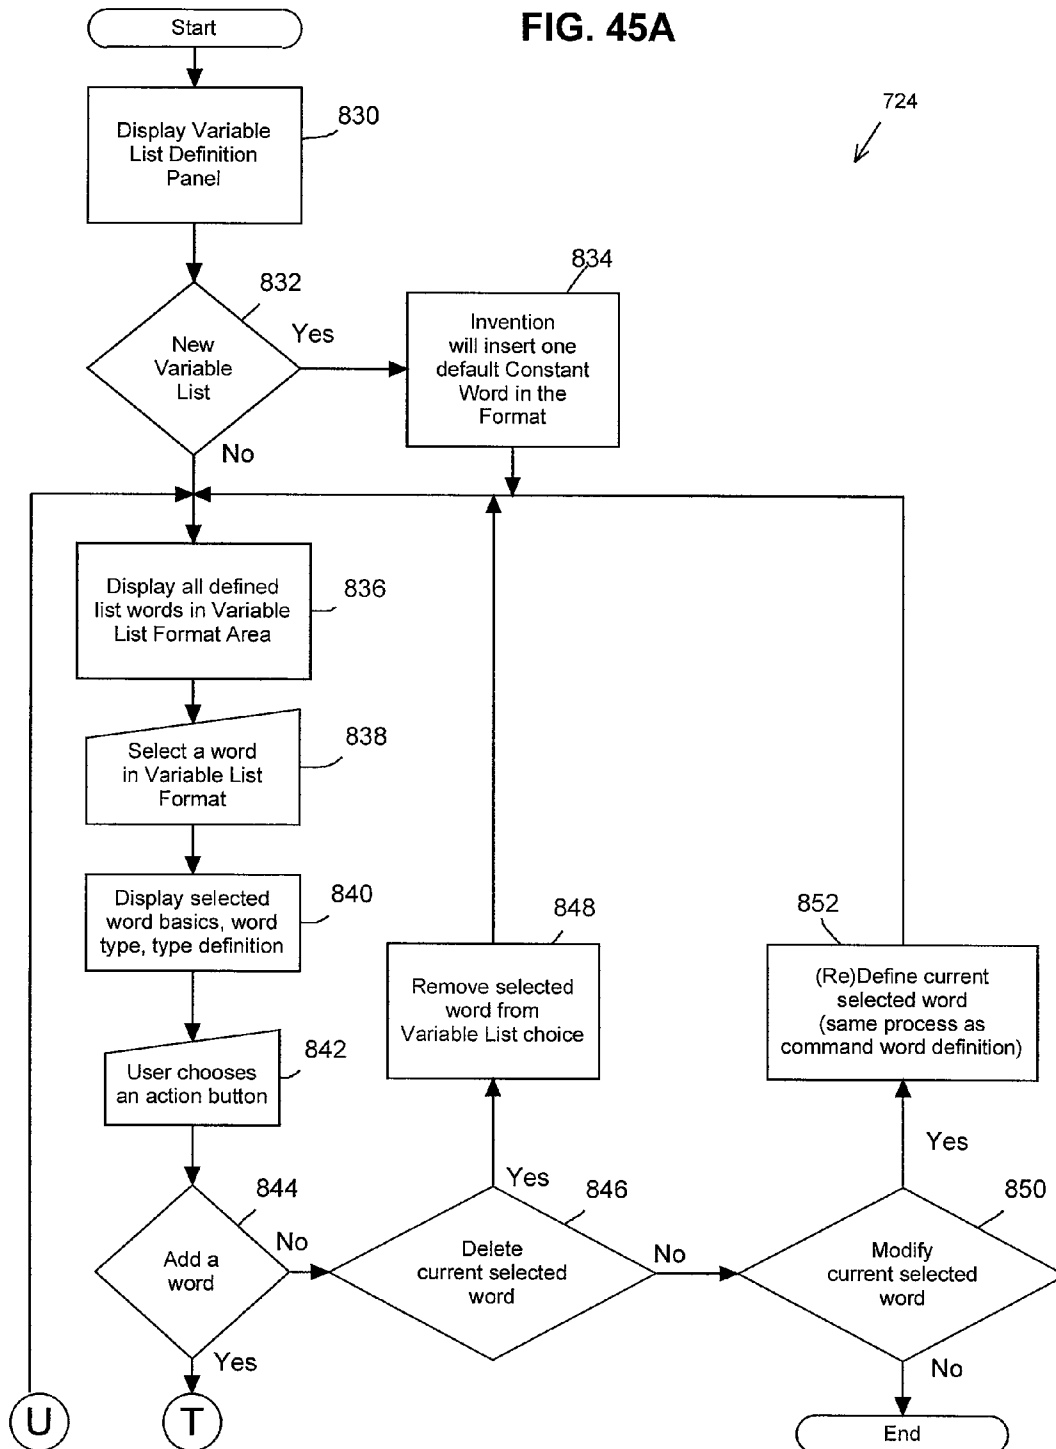 FIG. 45A
Start
724
Display Variable
List Definition
Panel
830
832
New
Variable
List
Yes
No
834
Invention
will insert one
default Constant
Word in the
Format
Display all defined
list words in Variable
List Format Area
836
Select a word
in Variable List
Format
838
Display selected
word basics, word
type, type definition
840
User chooses
an action button
842
848
Remove selected
word from
Variable List choice
852
(Re)Define current
selected word
(same process as
command word definition)
844
Add a
word
No
Yes
846
Delete
current selected
word
Yes
No
850
Modify
current selected
word
Yes
No
U
T
End